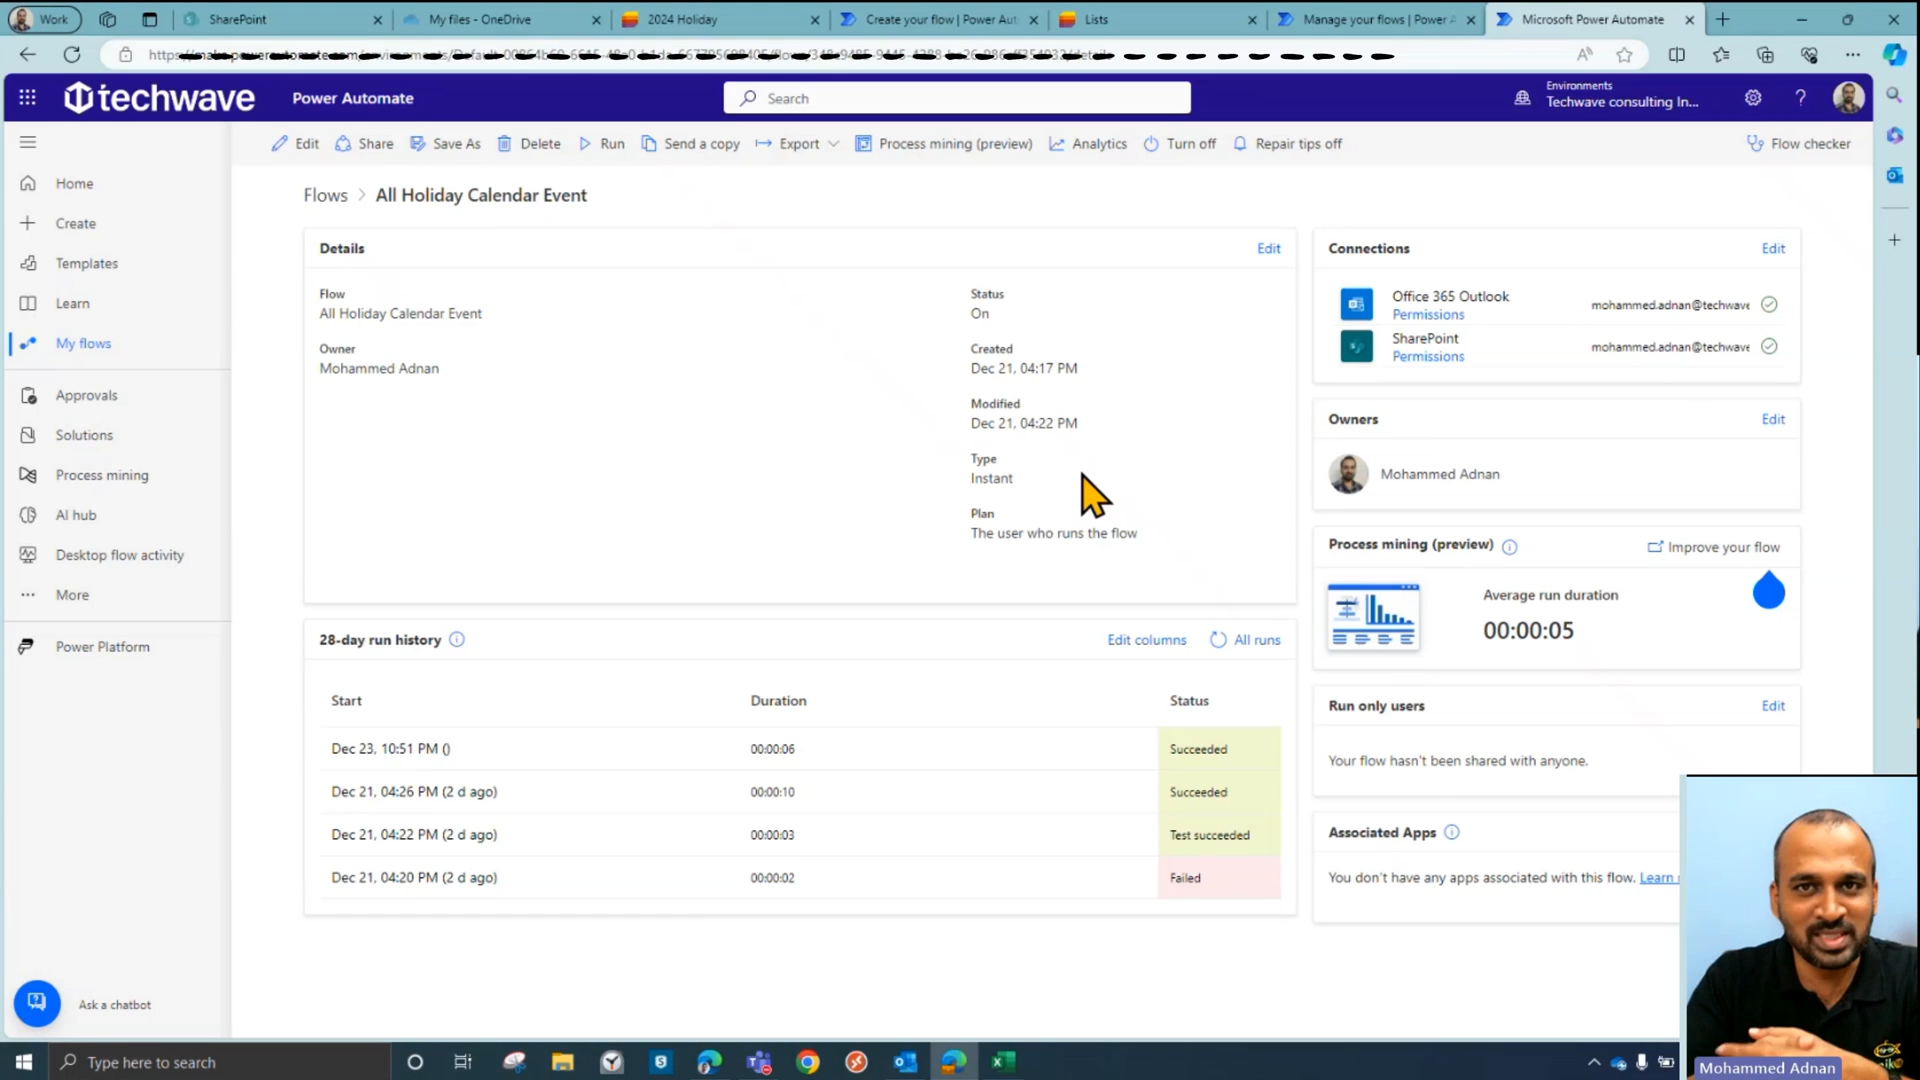 Work
SharePoint
My files - OneDrive
2024 Holiday
Create your flow | Power Aut
Lists
Manage your flows | Power A
Microsoft Power Automate
techwave
Power Automate
Search
Environments
Techwave consulting In...
Edit
Share
Save As
Delete
Run
Send a copy
Export
Process mining (preview)
Analytics
Turn off
Repair tips off
Flow checker
Home
Create
Templates
Learn
My flows
Approvals
Solutions
Process mining
AI hub
Desktop flow activity
More
Power Platform
Ask a chatbot
Flows > All Holiday Calendar Event
Details
Edit
Flow
All Holiday Calendar Event
Owner
Mohammed Adnan
Status
On
Created
Dec 21, 04:17 PM
Modified
Dec 21, 04:22 PM
Type
Instant
Plan
The user who runs the flow
28-day run history
Edit columns
All runs
Start Duration Status
Dec 23, 10:51 PM () 00:00:06 Succeeded
Dec 21, 04:26 PM (2 d ago) 00:00:10 Succeeded
Dec 21, 04:22 PM (2 d ago) 00:00:03 Test succeeded
Dec 21, 04:20 PM (2 d ago) 00:00:02 Failed
Connections
Edit
Office 365 Outlook
Permissions
mohammed.adnan@techwave
SharePoint
Permissions
mohammed.adnan@techwave
Owners
Edit
Mohammed Adnan
Process mining (preview)
Improve your flow
Average run duration
00:00:05
Run only users
Edit
Your flow hasn't been shared with anyone.
Associated Apps
You don't have any apps associated with this flow. Learn
Type here to search
Mohammed Adnan